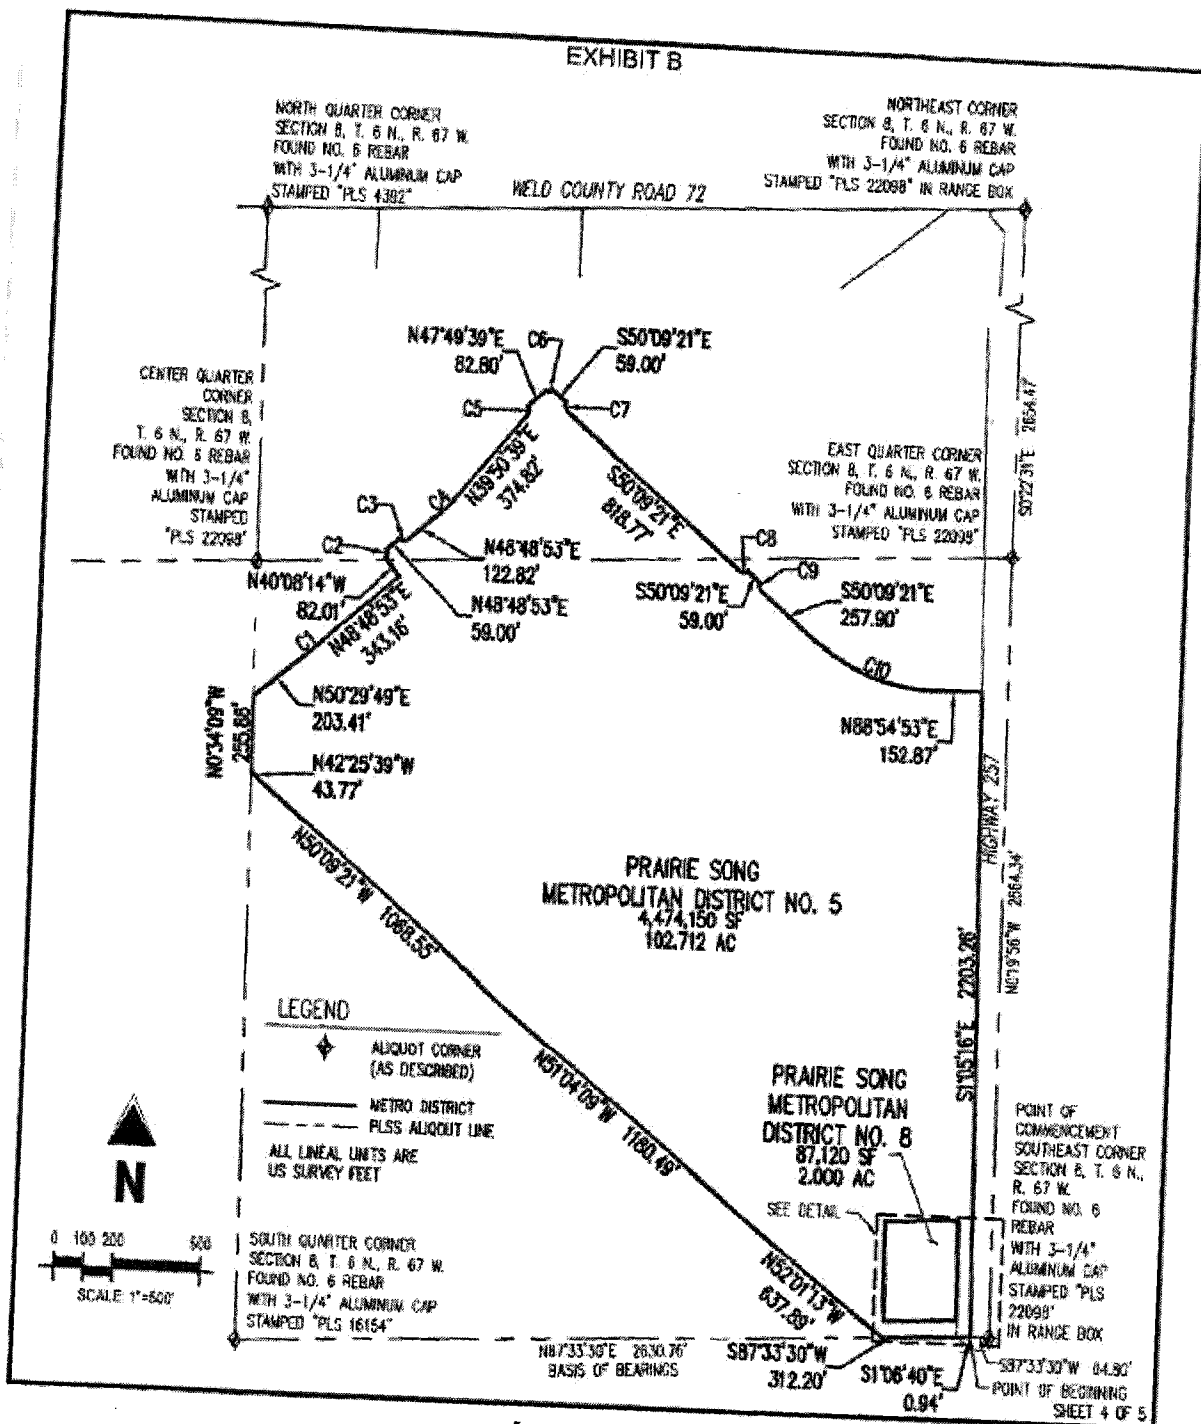 EXHIBIT B
NORTH QUARTER CORNER
SECTION 8, T. 6 N., R. 67 W.
FOUND NO. 6 REBAR
WITH 3-1/4" ALUMINUM CAP
STAMPED "PLS 4392"
WELD COUNTY ROAD 72
NORTHEAST CORNER
SECTION 8, T. 6 N., R. 67 W.
FOUND NO. 6 REBAR
WITH 3-1/4" ALUMINUM CAP
STAMPED "PLS 22098" IN RANGE BOX
N47°49'39"E
82.80'
C6
S50°09'21"E
59.00'
C5
C7
CENTER QUARTER
CORNER
SECTION 8,
T. 6 N., R. 67 W.
FOUND NO. 6 REBAR
WITH 3-1/4"
ALUMINUM CAP
STAMPED
"PLS 22098"
S0°22'31"E 2654.47'
EAST QUARTER CORNER
SECTION 8, T. 6 N., R. 67 W.
FOUND NO. 6 REBAR
WITH 3-1/4" ALUMINUM CAP
STAMPED "PLS 22098"
N39°50'39"E
374.82'
C4
C3
C2
S50°09'21"E
818.77'
C8
C9
N48°48'53"E
122.82'
N40°08'14"W
82.01'
N48°48'53"E
59.00'
S50°09'21"E
59.00'
S50°09'21"E
257.90'
C1
N48°48'53"E
343.16'
C10
N50°29'49"E
203.41'
N0°34'09"W
255.88'
N88°54'53"E
152.87'
N42°25'39"W
43.77'
HIGHWAY 257
N50°09'21"W 1068.55'
PRAIRIE SONG
METROPOLITAN DISTRICT NO. 5
4,474,150 SF
102.712 AC
N0°19'56"W 2664.34'
S1°05'16"E 2203.26'
LEGEND
ALIQUOT CORNER
(AS DESCRIBED)
METRO DISTRICT
PLSS ALIQOUT LINE
ALL LINEAL UNITS ARE
US SURVEY FEET
N51°04'09"W 1180.49'
PRAIRIE SONG
METROPOLITAN
DISTRICT NO. 8
87,120 SF
2.000 AC
SEE DETAIL
POINT OF
COMMENCEMENT
SOUTHEAST CORNER
SECTION 8, T. 6 N.,
R. 67 W.
FOUND NO. 6
REBAR
WITH 3-1/4"
ALUMINUM CAP
STAMPED "PLS
22098"
IN RANGE BOX
N
0 100 200 500
SCALE: 1"=500'
SOUTH QUARTER CORNER
SECTION 8, T. 6 N., R. 67 W.
FOUND NO. 6 REBAR
WITH 3-1/4" ALUMINUM CAP
STAMPED "PLS 16154"
N52°01'13"W
637.89'
N87°33'30"E 2630.76'
BASIS OF BEARINGS
S87°33'30"W
312.20'
S1°06'40"E
0.94'
S87°33'30"W 64.80'
POINT OF BEGINNING
SHEET 4 OF 5